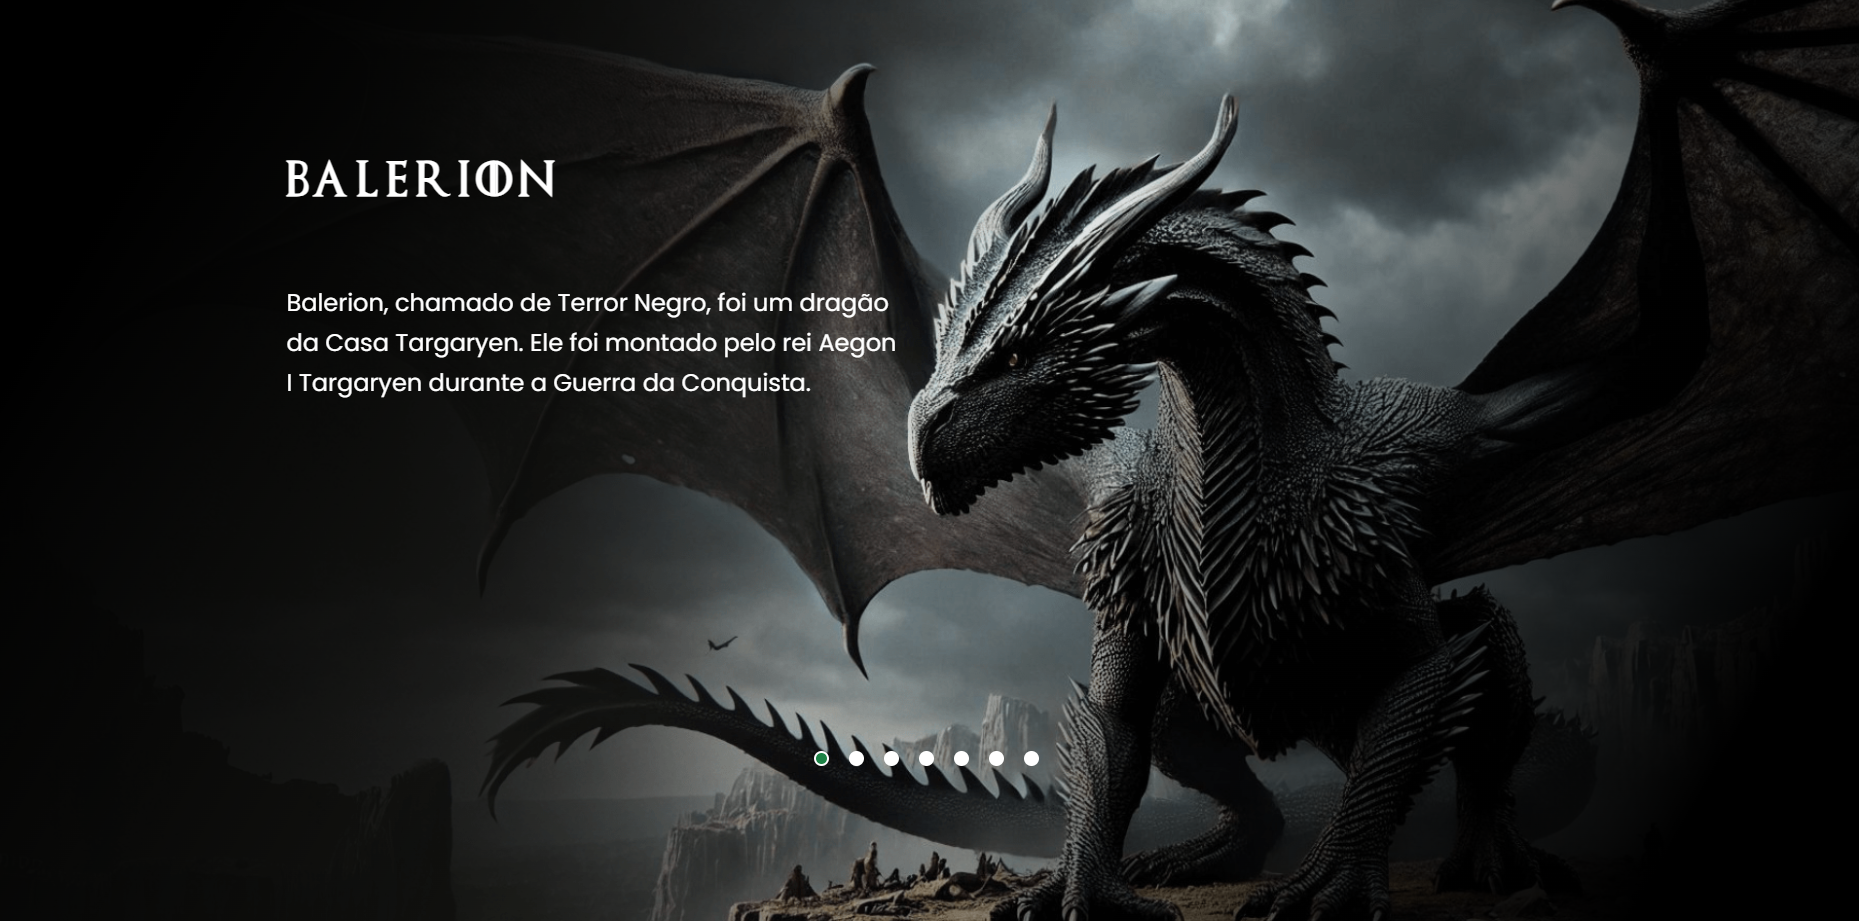 BALERION
Balerion, chamado de Terror Negro, foi um dragão
da Casa Targaryen. Ele foi montado pelo rei Aegon
I Targaryen durante a Guerra da Conquista.